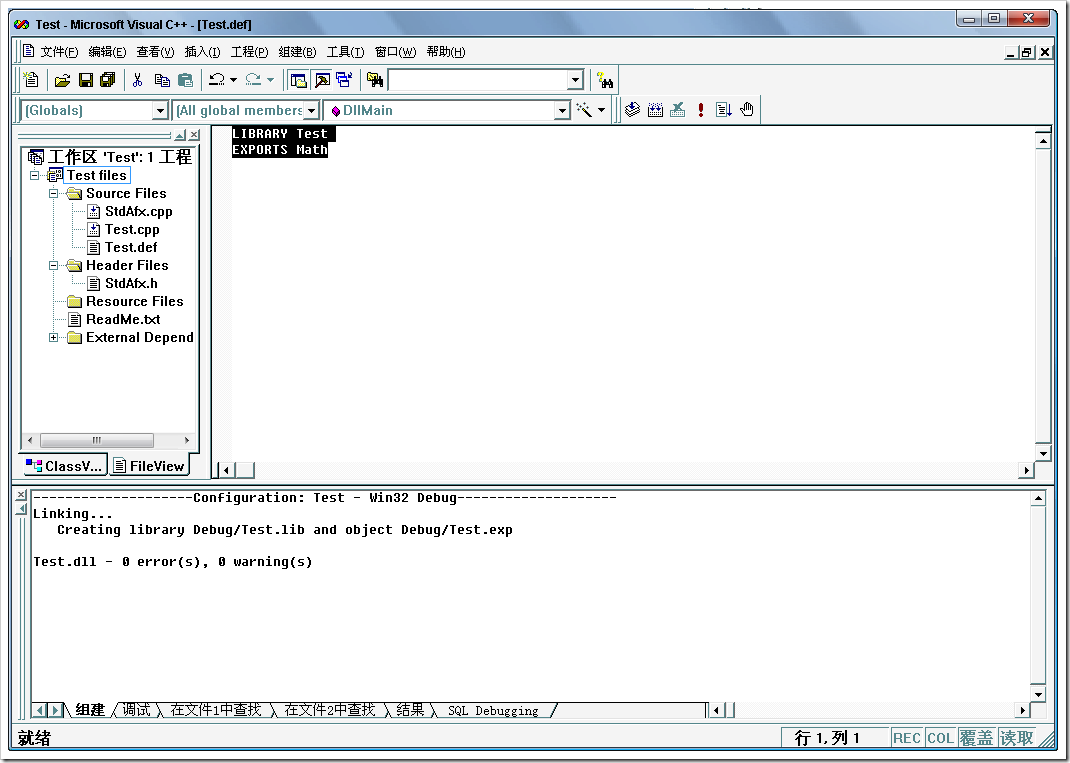 Test - Microsoft Visual C++ - [Test.def]
文件(F) 编辑(E) 查看(V) 插入(I) 工程(P) 组建(B) 工具(T) 窗口(W) 帮助(H)
(Globals) (All global members DllMain
LIBRARY Test
EXPORTS Math
工作区 'Test': 1 工程
Test files
Source Files
StdAfx.cpp
Test.cpp
Test.def
Header Files
StdAfx.h
Resource Files
ReadMe.txt
External Depend
ClassV... FileView
--------------------Configuration: Test - Win32 Debug--------------------
Linking...
Creating library Debug/Test.lib and object Debug/Test.exp
Test.dll - 0 error(s), 0 warning(s)
组建 调试 在文件1中查找 在文件2中查找 结果 SQL Debugging
就绪 行 1, 列 1 REC COL 覆盖 读取